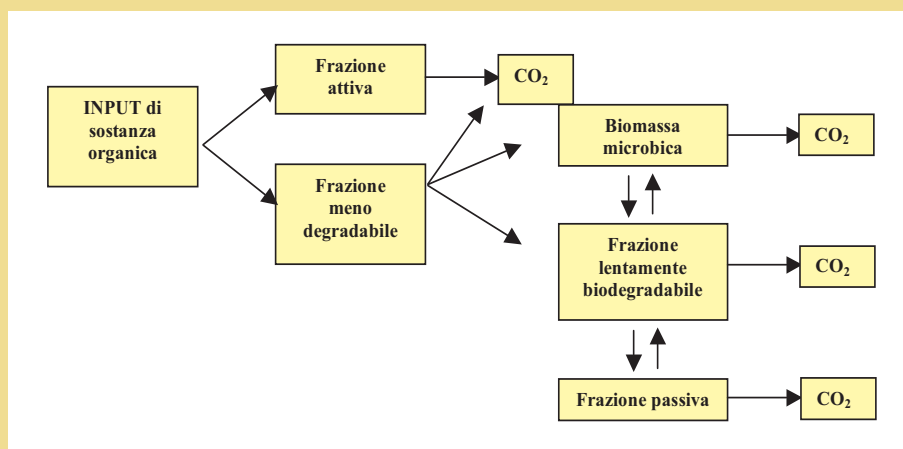 INPUT di
sostanza
organica
Frazione
attiva
CO₂
Frazione
meno
degradabile
Biomassa
microbica
CO₂
Frazione
lentamente
biodegradabile
CO₂
Frazione passiva
CO₂